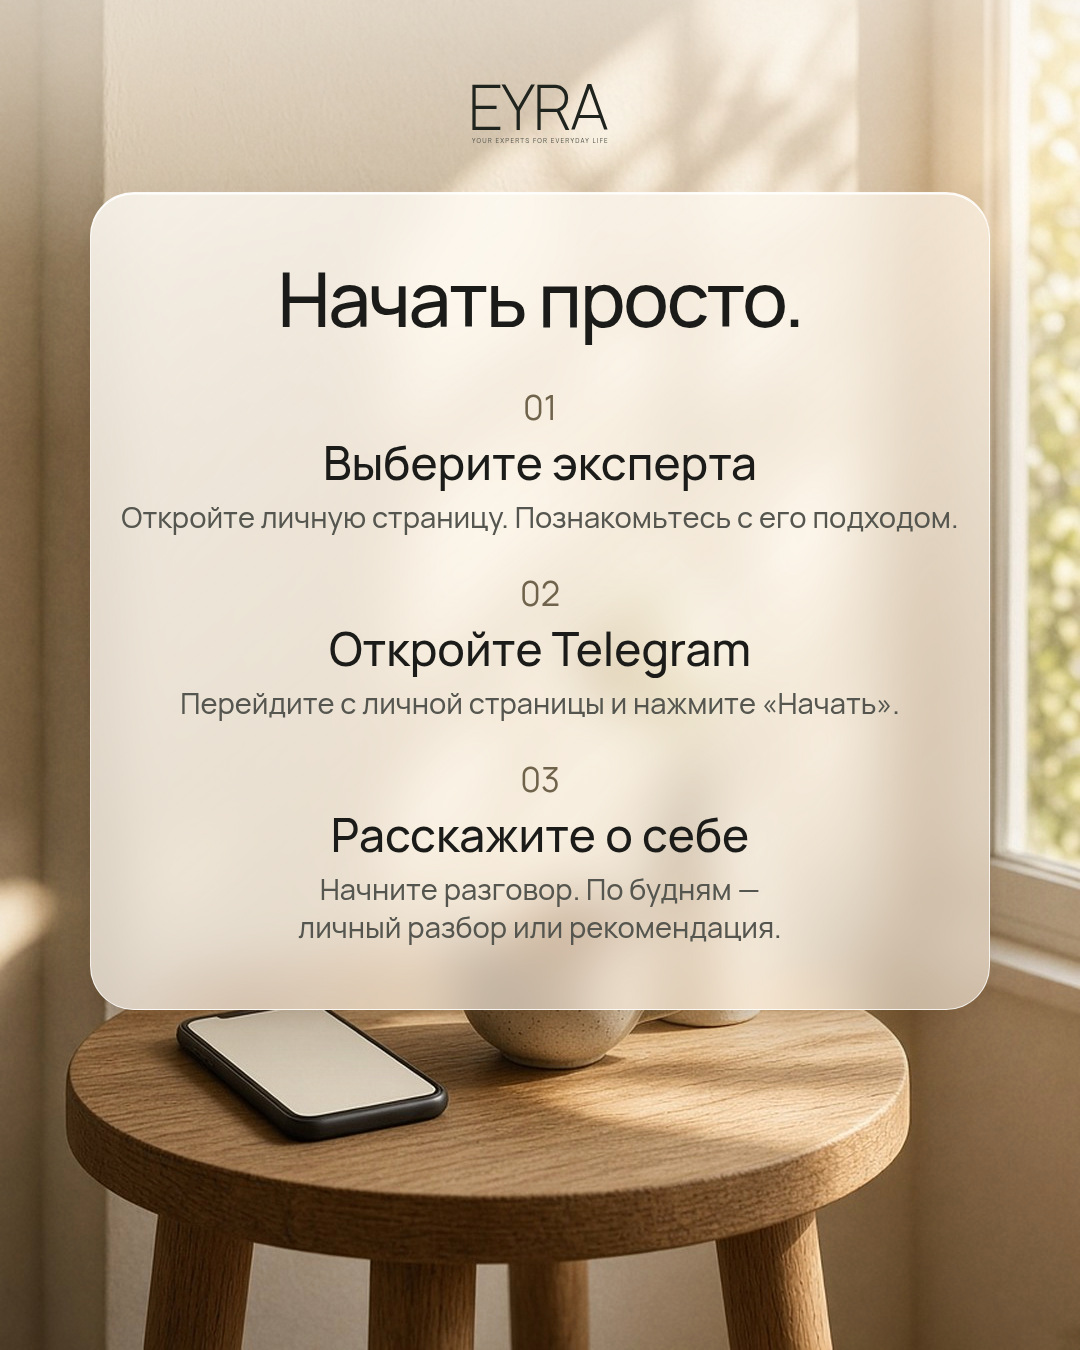 EYRA
YOUR EXPERTS FOR EVERYDAY LIFE
Начать просто.
01
Выберите эксперта
Откройте личную страницу. Познакомьтесь с его подходом.
02
Откройте Telegram
Перейдите с личной страницы и нажмите «Начать».
03
Расскажите о себе
Начните разговор. По будням —
личный разбор или рекомендация.